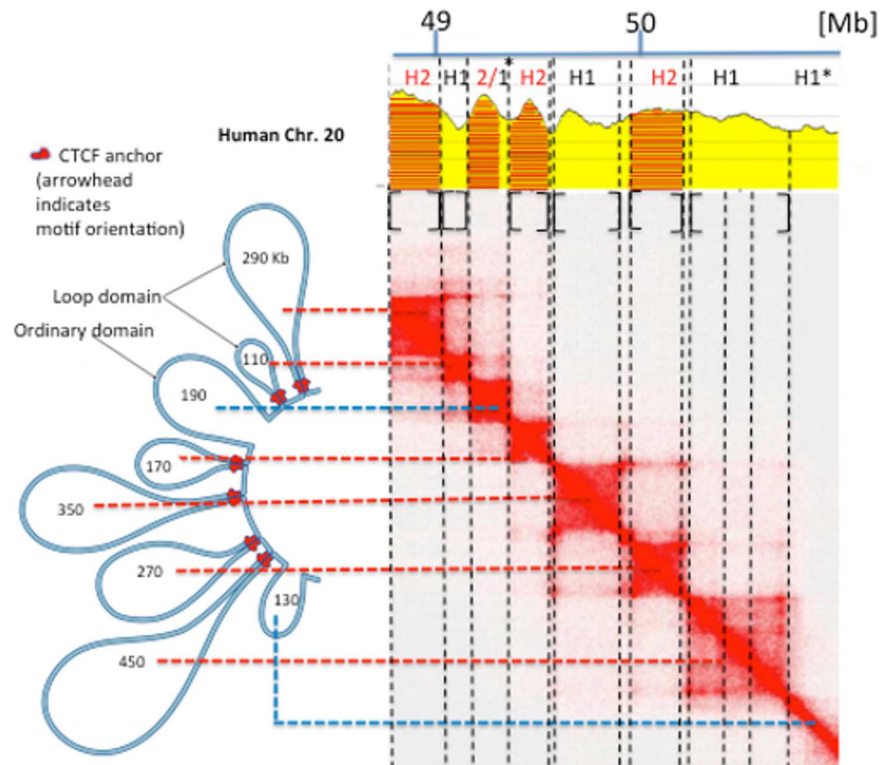 49 50 [Mb]
H2 H1 2/1* H2 H1 H2 H1 H1*
Human Chr. 20
CTCF anchor
(arrowhead
indicates
motif orientation)
290 Kb
Loop domain
Ordinary domain
110
190
170
350
270
130
450